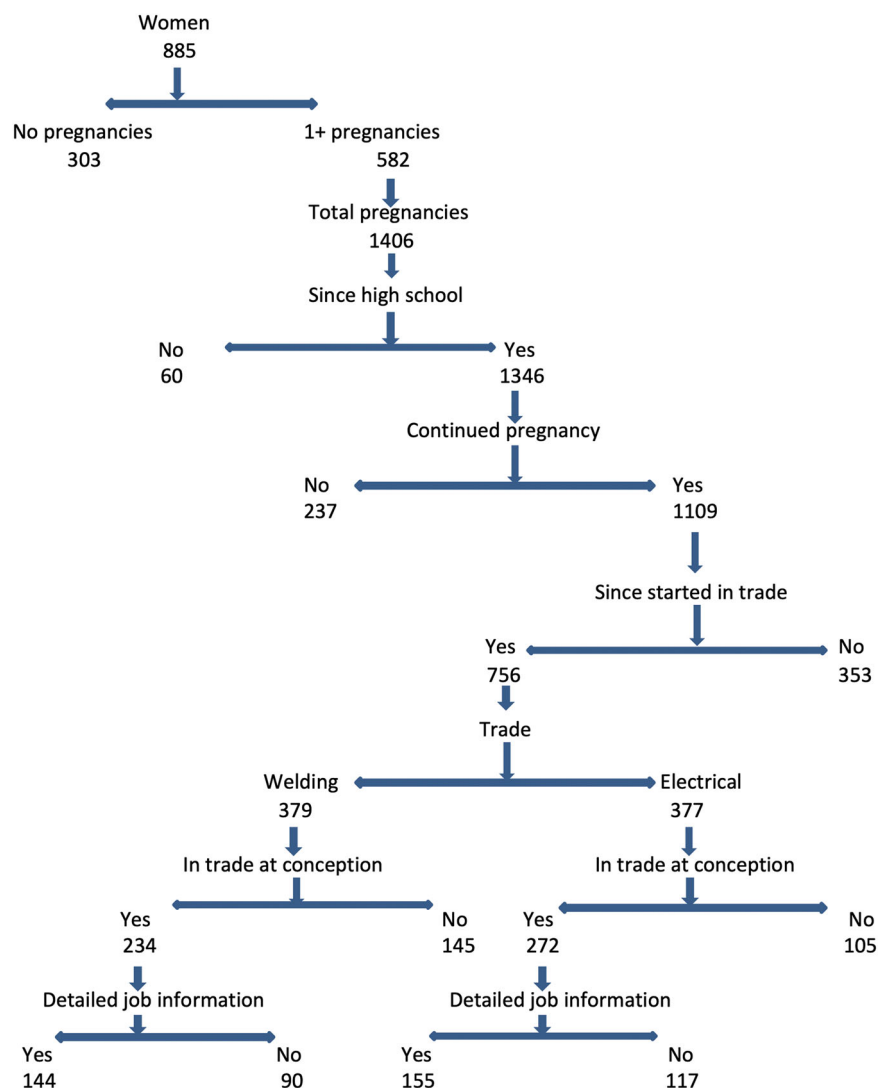 Women
885
No pregnancies 1+ pregnancies
303 582
Total pregnancies
1406
Since high school
No Yes
60 1346
Continued pregnancy
No Yes
237 1109
Since started in trade
Yes No
756 353
Trade
Welding Electrical
379 377
In trade at conception In trade at conception
Yes No Yes No
234 145 272 105
Detailed job information Detailed job information
Yes No Yes No
144 90 155 117